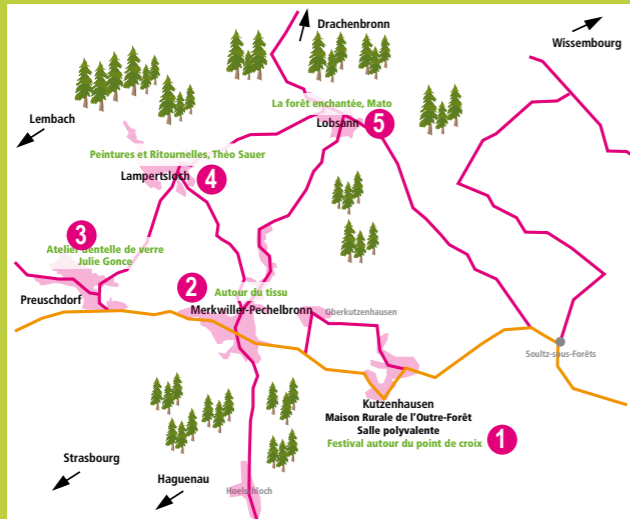 Drachenbronn
Wissembourg
La forêt enchantée, Mato
Lobsann
5
Lembach
Peintures et Ritournelles, Théo Sauer
Lampertsloch
4
3
Atelier dentelle de verre
Julie Gonce
Preuschdorf
2
Autour du tissu
Merkwiller-Pechelbronn
Oberkutzenhausen
Soultz-sous-Forêts
Kutzenhausen
Maison Rurale de l'Outre-Forêt
Salle polyvalente
Festival autour du point de croix
1
Strasbourg
Haguenau
Hoelschloch